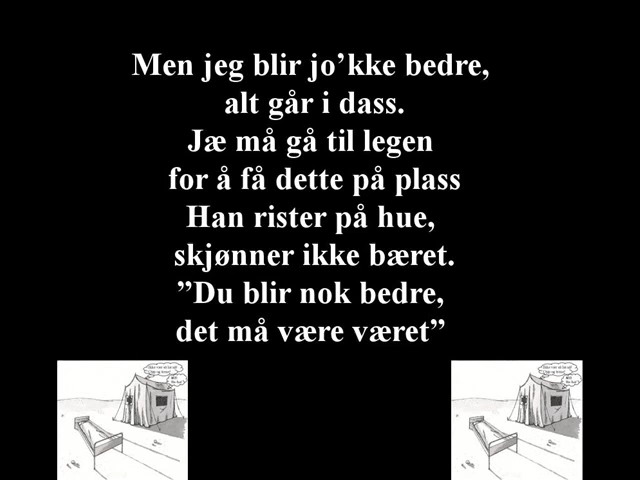 Men jeg blir jo’kke bedre,
alt går i dass.
Jæ må gå til legen
for å få dette på plass
Han rister på hue,
skjønner ikke bæret.
”Du blir nok bedre,
det må være været”